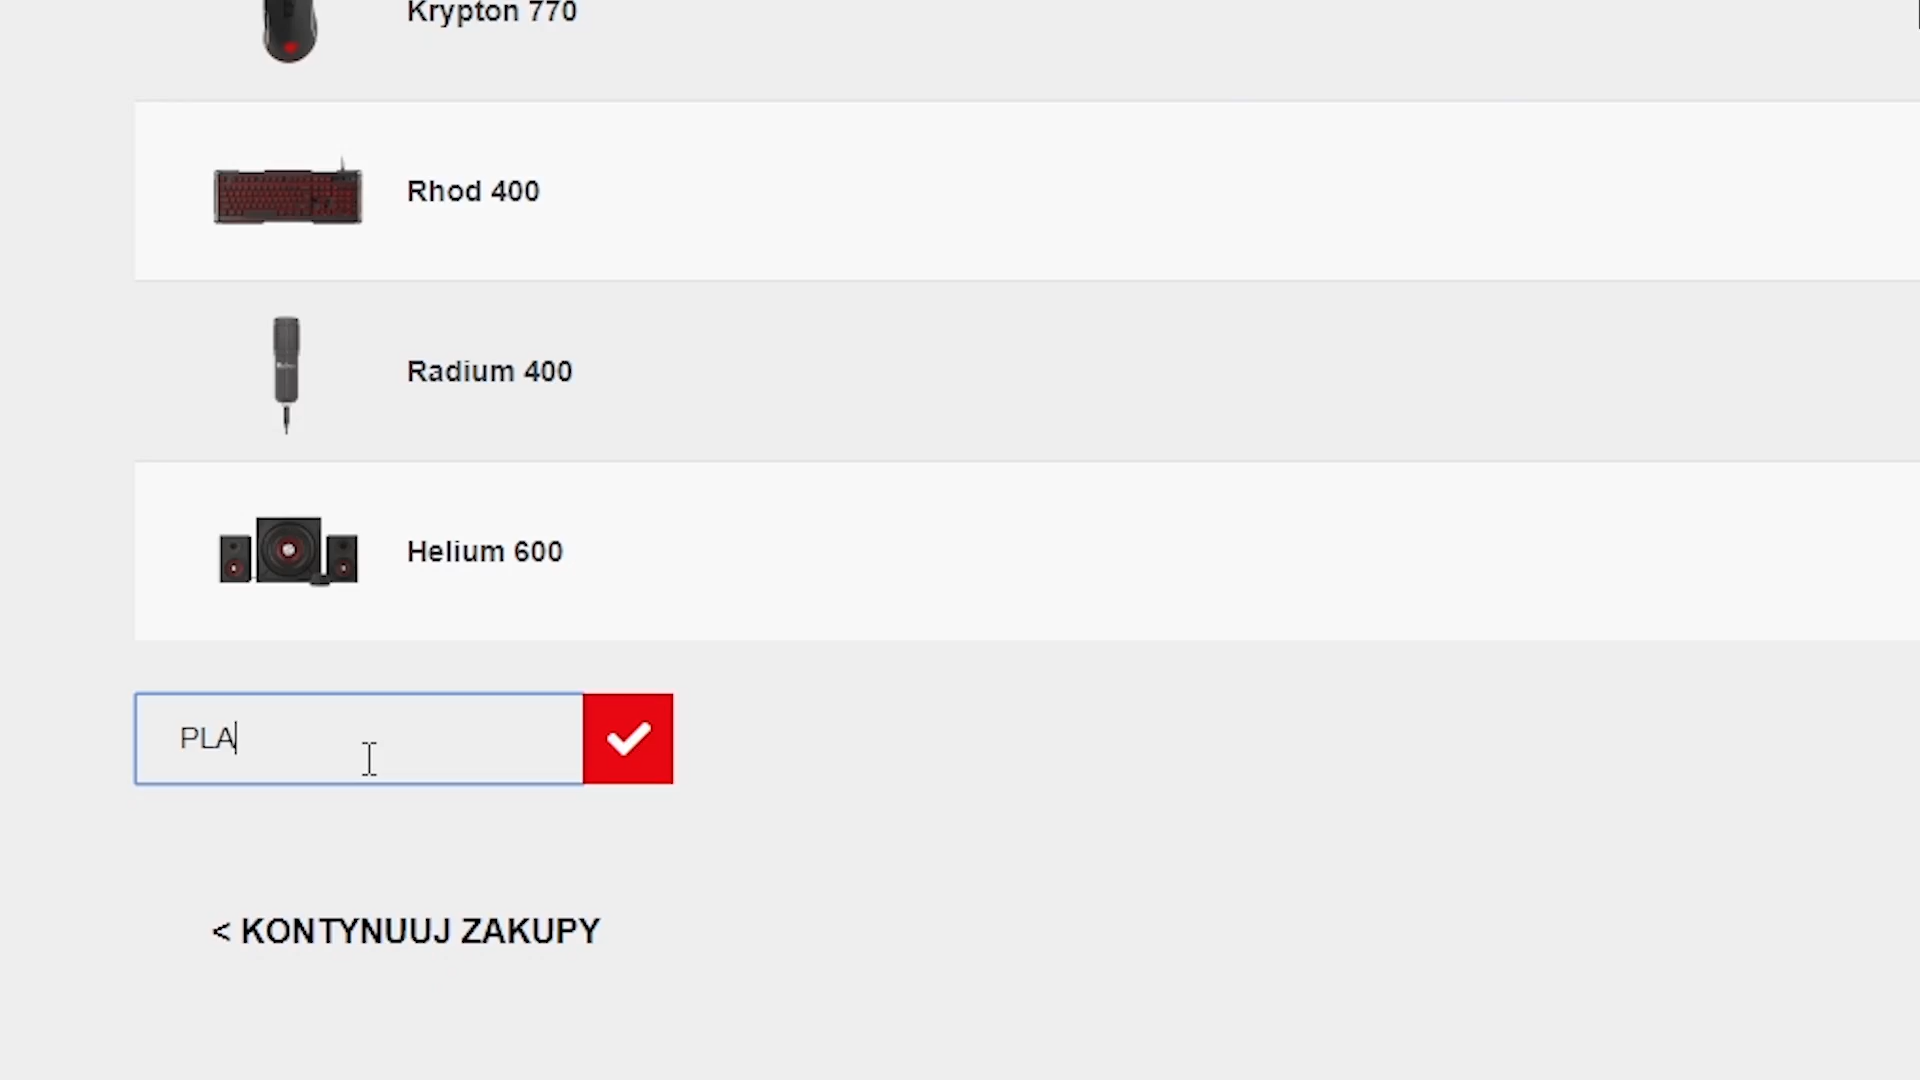 Krypton 770
Rhod 400
Radium 400
Helium 600
PLA
< KONTYNUUJ ZAKUPY